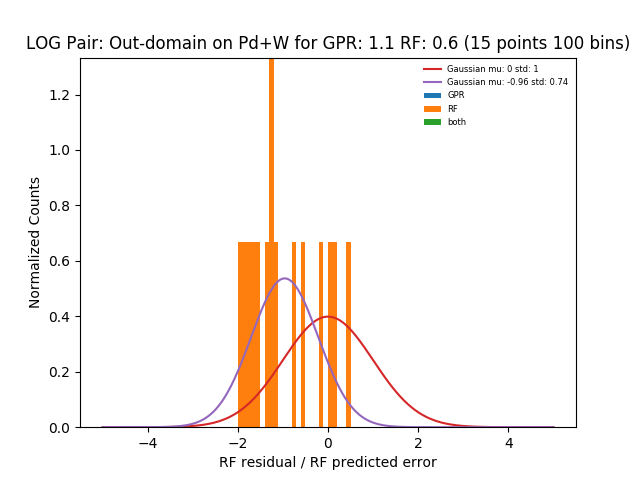 LOG Pair: Out-domain on Pd+W for GPR: 1.1 RF: 0.6 (15 points 100 bins)
Gaussian mu: 0 std: 1
Gaussian mu: -0.96 std: 0.74
GPR
RF
both
Normalized Counts
1.2
1.0
0.8
0.6
0.4
0.2
0.0
−4 −2 0 2 4
RF residual / RF predicted error